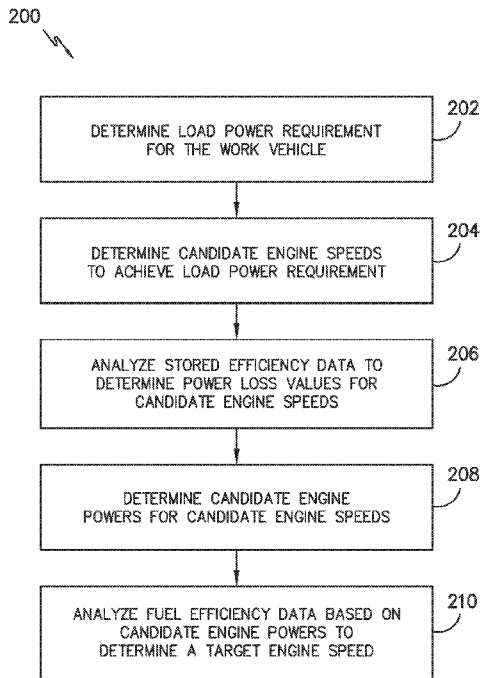 200
202
DETERMINE LOAD POWER REQUIREMENT
FOR THE WORK VEHICLE
204
DETERMINE CANDIDATE ENGINE SPEEDS
TO ACHIEVE LOAD POWER REQUIREMENT
206
ANALYZE STORED EFFICIENCY DATA TO
DETERMINE POWER LOSS VALUES FOR
CANDIDATE ENGINE SPEEDS
208
DETERMINE CANDIDATE ENGINE
POWERS FOR CANDIDATE ENGINE SPEEDS
210
ANALYZE FUEL EFFICIENCY DATA BASED ON
CANDIDATE ENGINE POWERS TO
DETERMINE A TARGET ENGINE SPEED